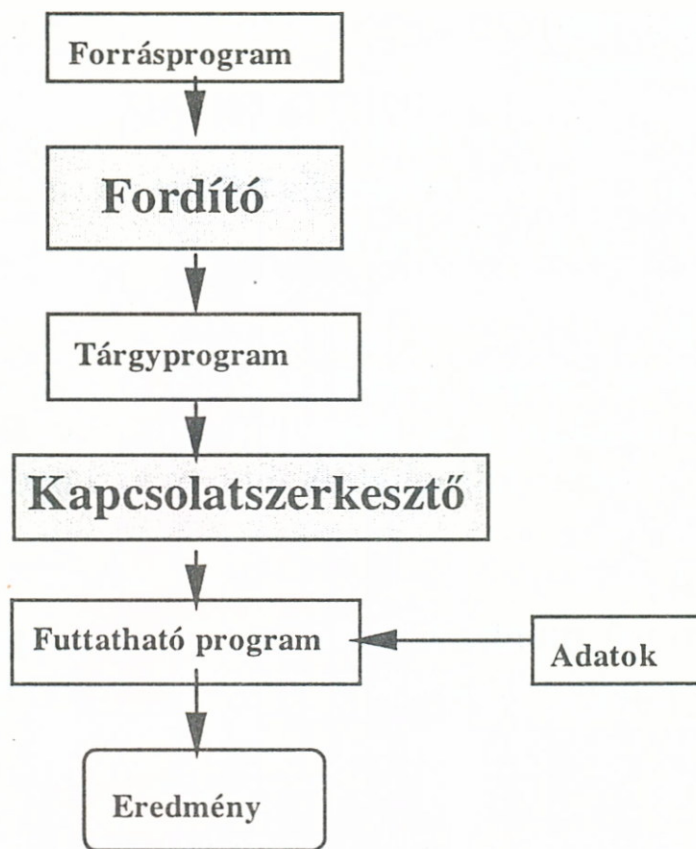 Forrásprogram
Fordító
Tárgyprogram
Kapcsolatszerkesztő
Futtatható program
Adatok
Eredmény